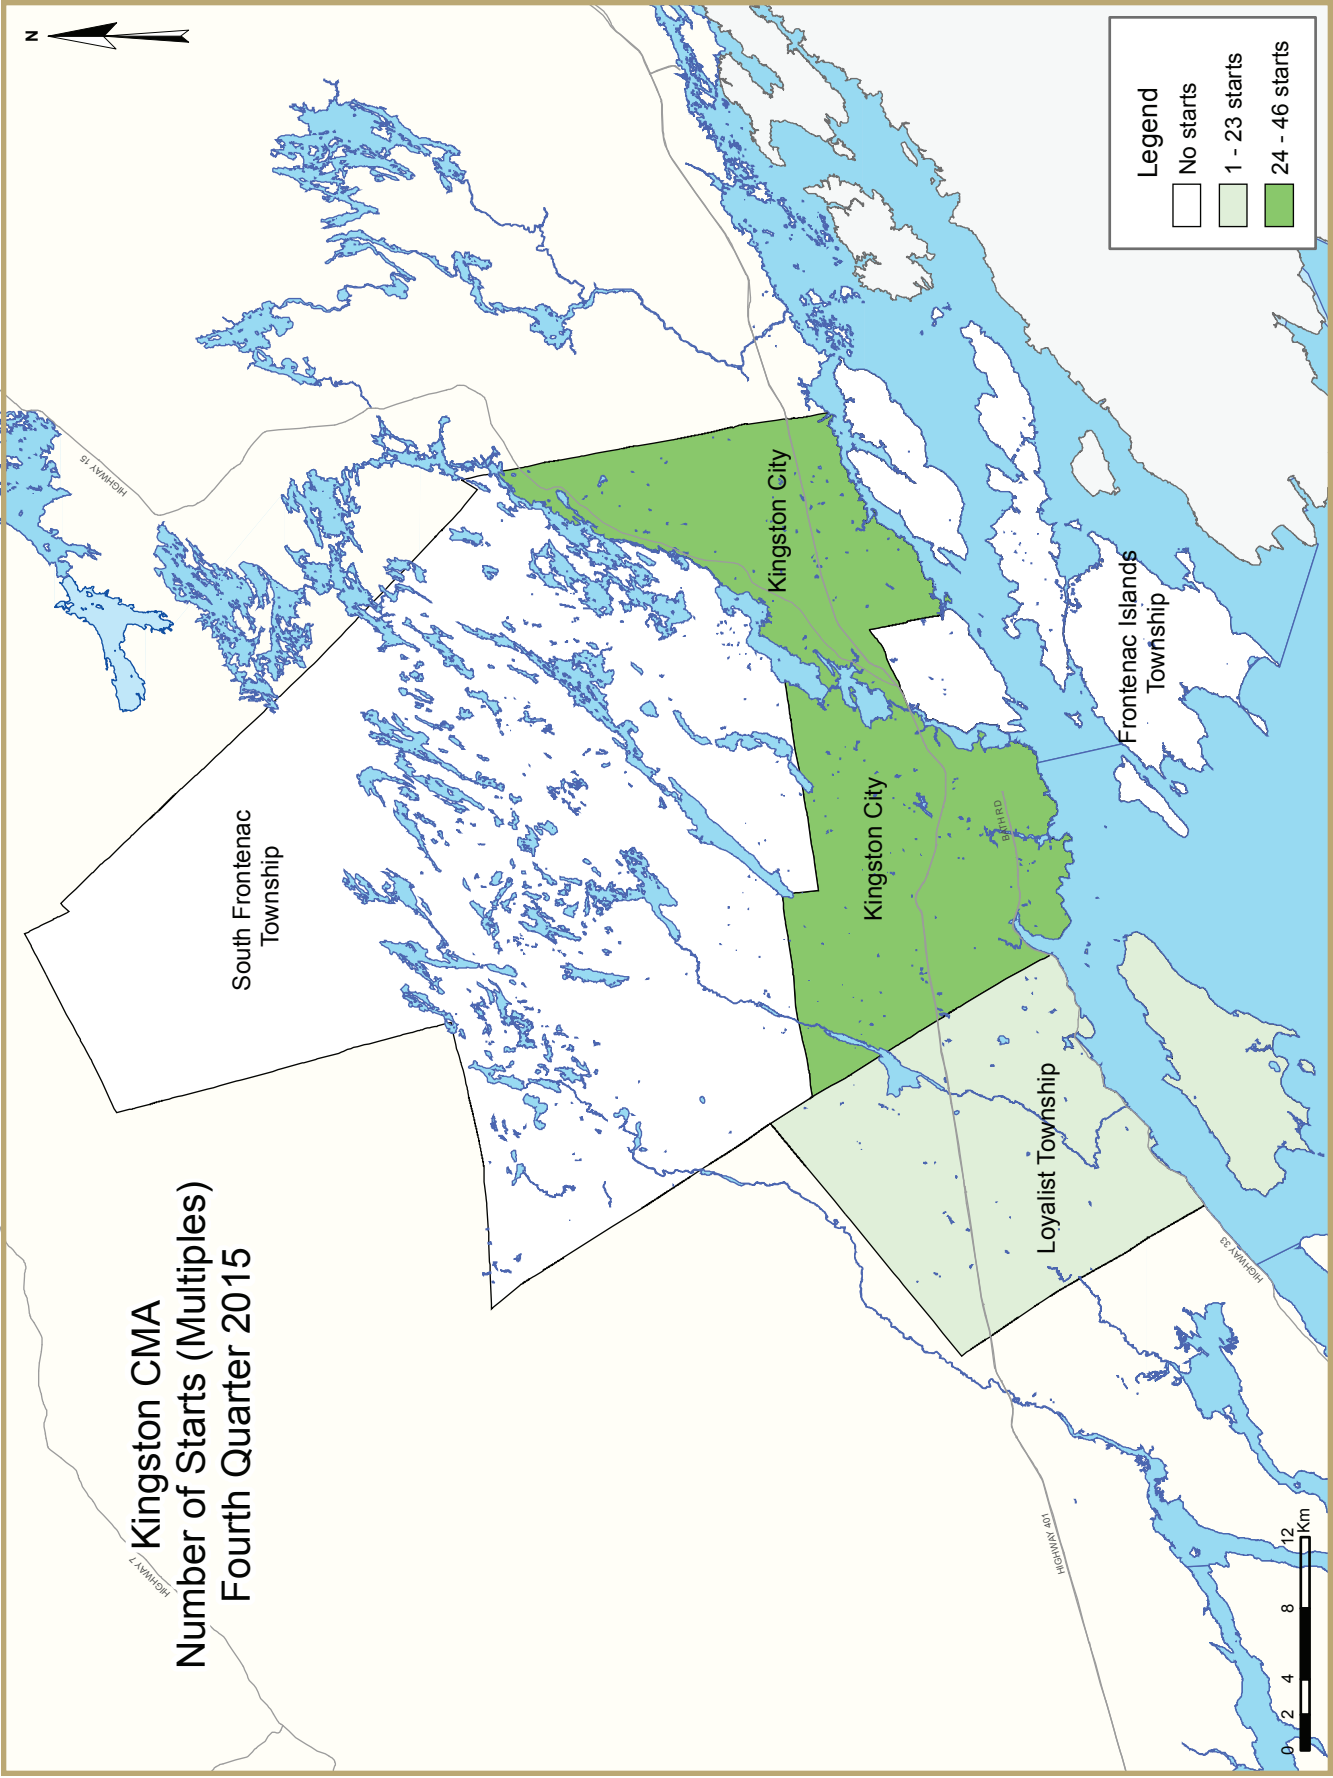 Kingston CMA
Number of Starts (Multiples)
Fourth Quarter 2015
N
HIGHWAY 7
HIGHWAY 15
South Frontenac
Township
Kingston City
Kingston City
BATH RD
Loyalist Township
Frontenac Islands
Township
HIGHWAY 401
HIGHWAY 33
0 2 4 8 12
Km
Legend
No starts
1 - 23 starts
24 - 46 starts